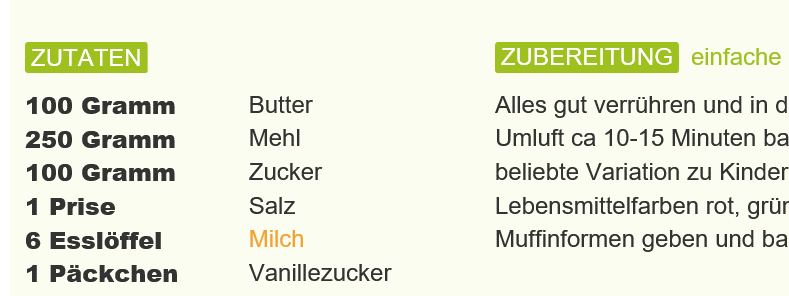 ZUTATEN
100 Gramm Butter
250 Gramm Mehl
100 Gramm Zucker
1 Prise Salz
6 Esslöffel Milch
1 Päckchen Vanillezucker
ZUBEREITUNG einfache
Alles gut verrühren und in d
Umluft ca 10-15 Minuten ba
beliebte Variation zu Kinder
Lebensmittelfarben rot, grün
Muffinformen geben und ba